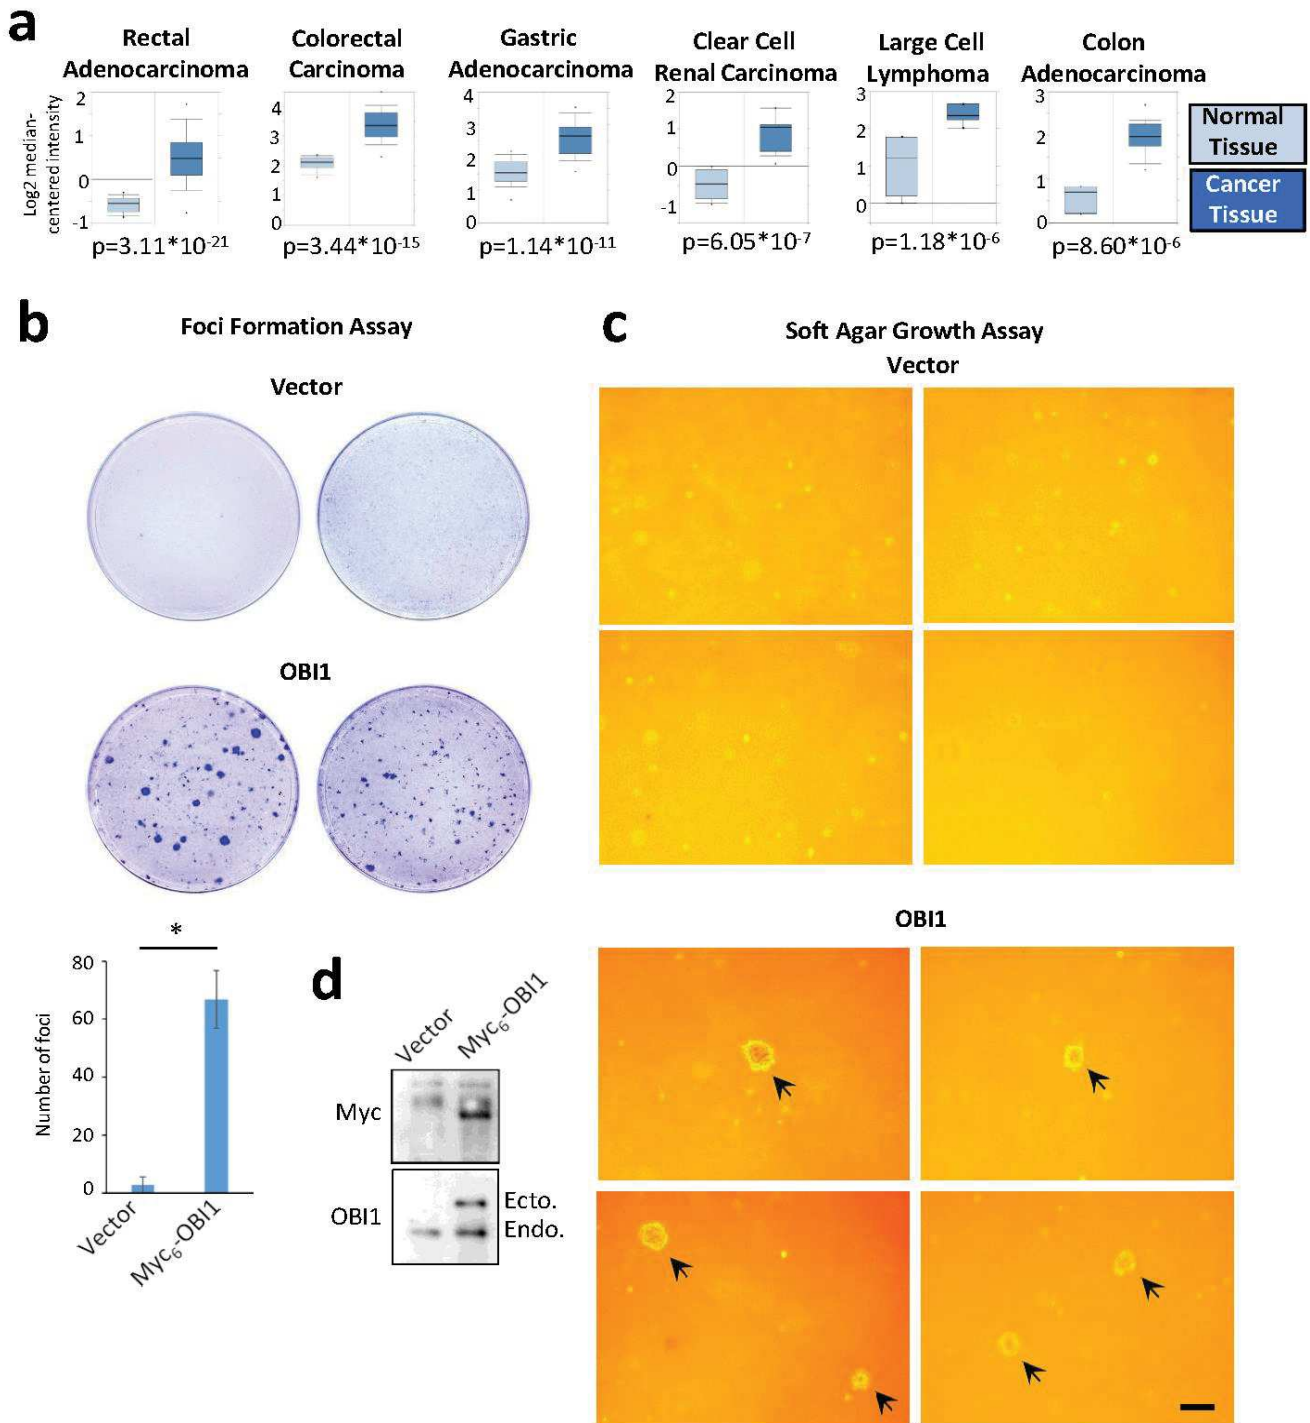 a
Rectal
Adenocarcinoma
Colorectal
Carcinoma
Gastric
Adenocarcinoma
Clear Cell
Renal Carcinoma
Large Cell
Lymphoma
Colon
Adenocarcinoma
Log2 median-
centered intensity
2
1
0
-1
4
3
2
1
0
4
3
2
1
0
2
1
0
-1
3
2
1
0
3
2
1
0
Normal
Tissue
Cancer
Tissue
p=3.11*10⁻²¹
p=3.44*10⁻¹⁵
p=1.14*10⁻¹¹
p=6.05*10⁻⁷
p=1.18*10⁻⁶
p=8.60*10⁻⁶
b
Foci Formation Assay
Vector
OBI1
*
Number of foci
80
60
40
20
0
Vector
Myc₆-OBI1
c
Soft Agar Growth Assay
Vector
OBI1
d
Vector
Myc₆-OBI1
Myc
OBI1
Ecto.
Endo.